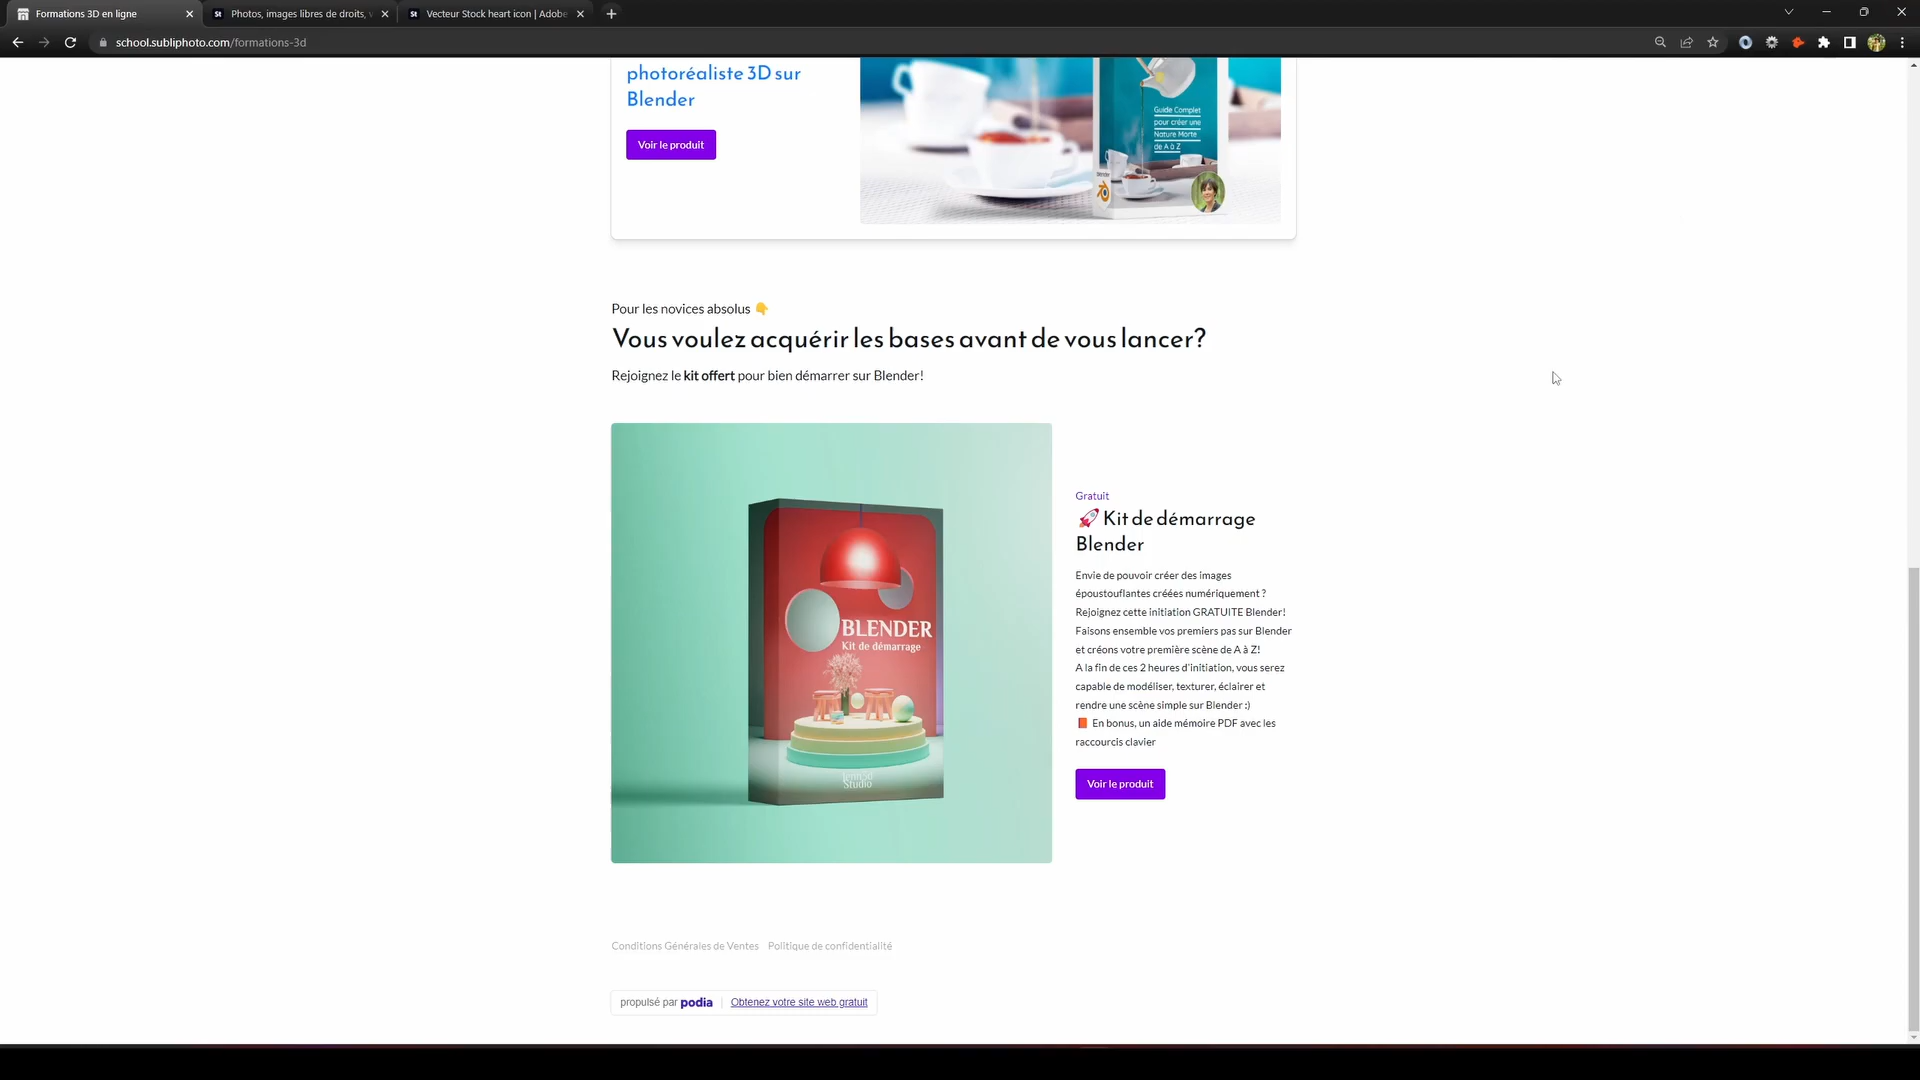 Formations 3D en ligne
Photos, images libres de droits, v
Vecteur Stock heart icon | Adobe
school.subliphoto.com/formations-3d
photoréaliste 3D sur
Blender
Voir le produit
Guide Complet
pour créer une
Nature Morte
de A à Z
blender
Pour les novices absolus 👇
Vous voulez acquérir les bases avant de vous lancer?
Rejoignez le kit offert pour bien démarrer sur Blender!
BLENDER
Kit de démarrage
Studio
Gratuit
🚀 Kit de démarrage
Blender
Envie de pouvoir créer des images
époustouflantes créées numériquement ?
Rejoignez cette initiation GRATUITE Blender!
Faisons ensemble vos premiers pas sur Blender
et créons votre première scène de A à Z!
A la fin de ces 2 heures d'initiation, vous serez
capable de modéliser, texturer, éclairer et
rendre une scène simple sur Blender :)
📕 En bonus, un aide mémoire PDF avec les
raccourcis clavier
Voir le produit
Conditions Générales de Ventes Politique de confidentialité
propulsé par podia | Obtenez votre site web gratuit